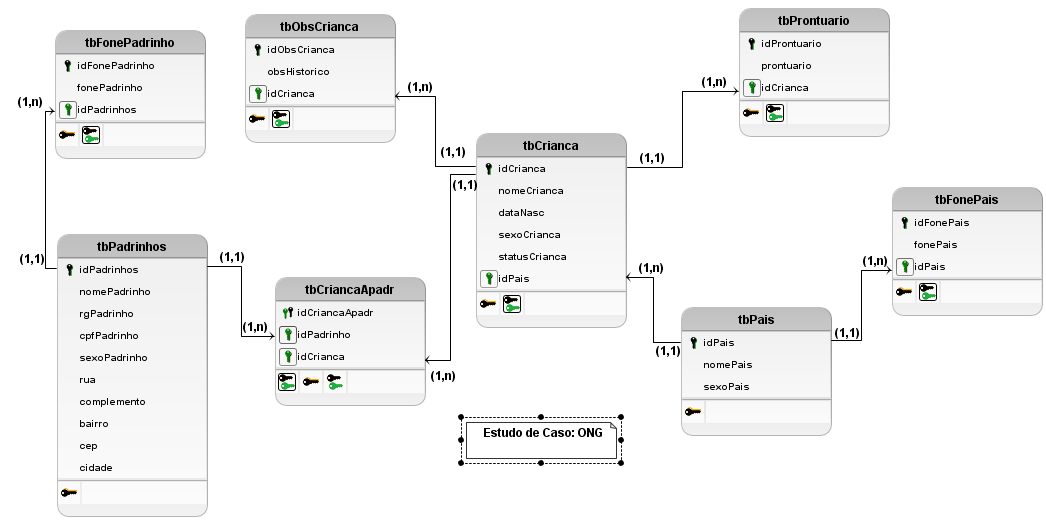 tbFonePadrinho
idFonePadrinho
fonePadrinho
idPadrinhos
(1,n)
(1,1)
tbObsCrianca
idObsCrianca
obsHistorico
idCrianca
(1,n)
(1,1)
tbProntuario
idProntuario
prontuario
idCrianca
(1,n)
(1,1)
tbCrianca
idCrianca
nomeCrianca
dataNasc
sexoCrianca
statusCrianca
idPais
(1,1)
(1,n)
tbFonePais
idFonePais
fonePais
idPais
(1,n)
(1,1)
tbPadrinhos
idPadrinhos
nomePadrinho
rgPadrinho
cpfPadrinho
sexoPadrinho
rua
complemento
bairro
cep
cidade
(1,1)
(1,n)
tbCriancaApadr
idCriancaApadr
idPadrinho
idCrianca
(1,n)
tbPais
idPais
nomePais
sexoPais
(1,1)
Estudo de Caso: ONG